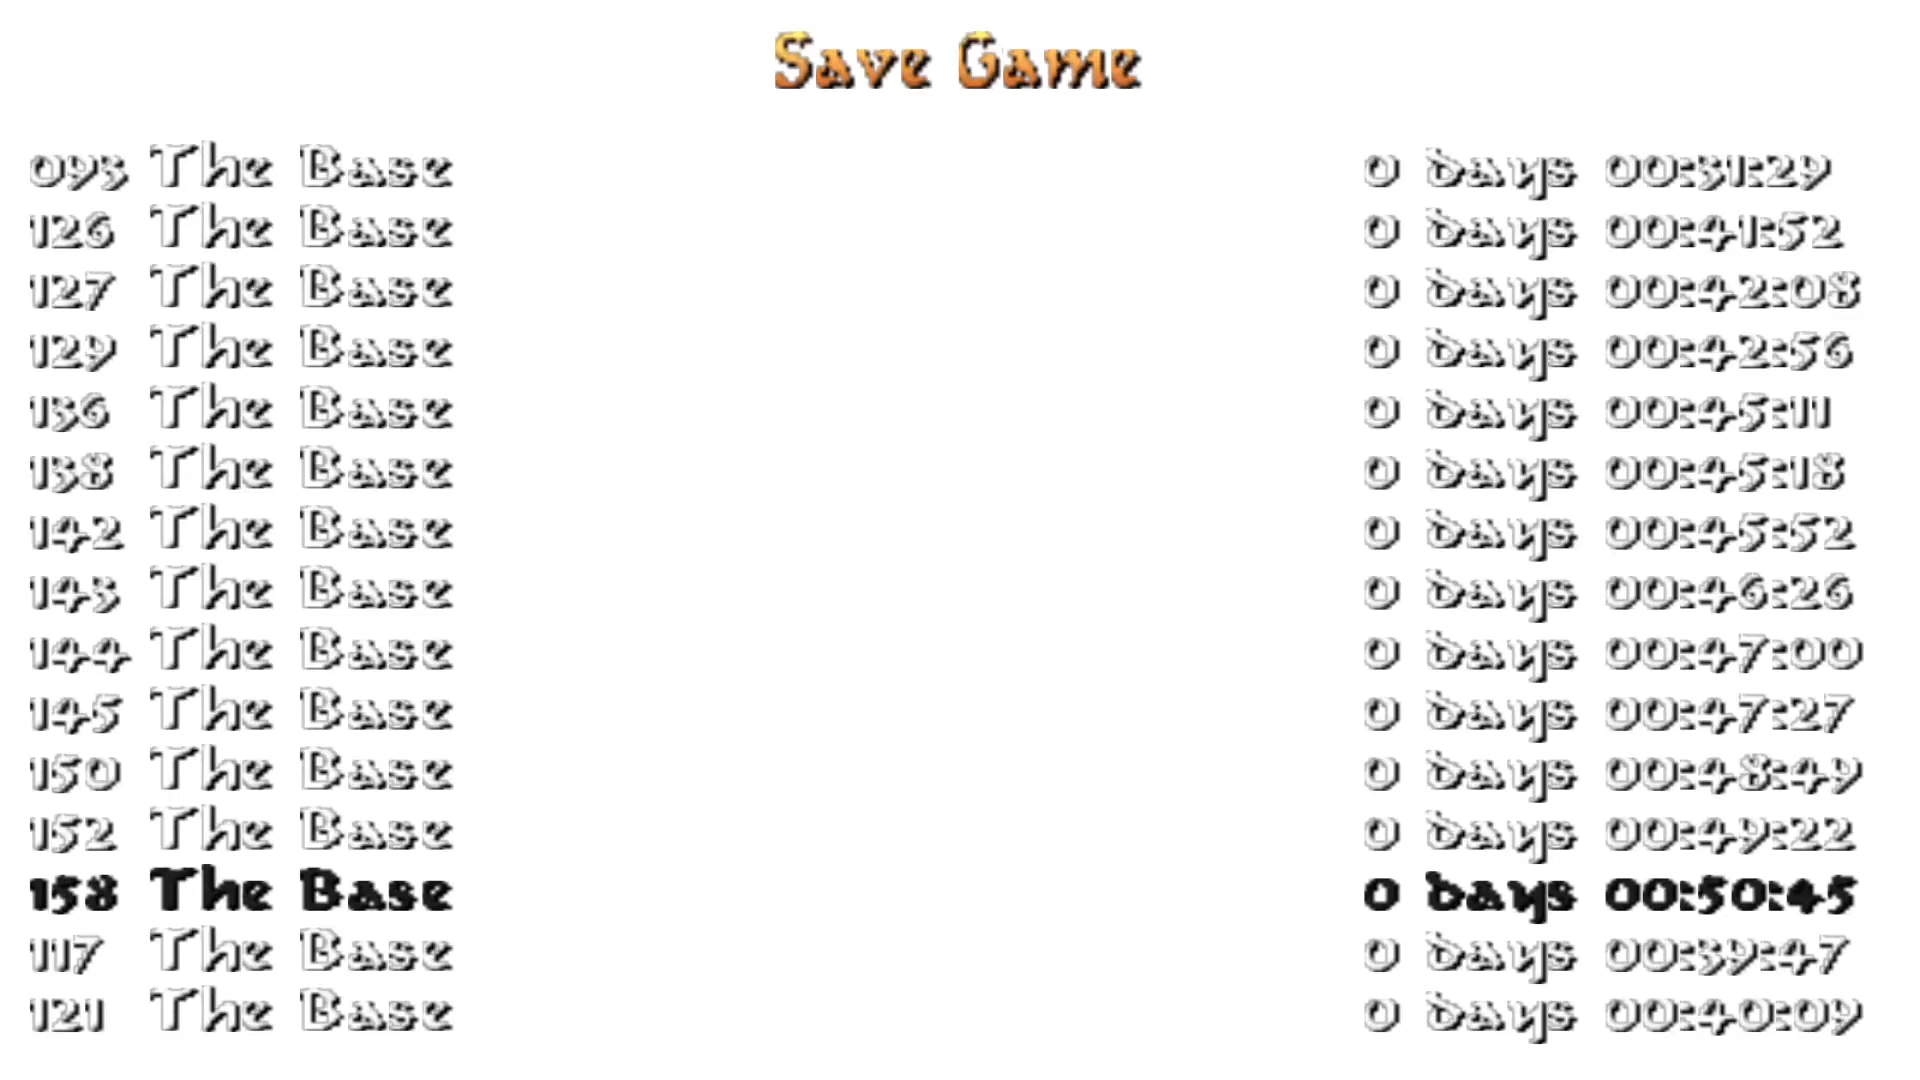 Save Game
093 The Base 0 days 00:31:29
126 The Base 0 days 00:41:52
127 The Base 0 days 00:42:08
129 The Base 0 days 00:42:56
136 The Base 0 days 00:45:11
138 The Base 0 days 00:45:18
142 The Base 0 days 00:45:52
143 The Base 0 days 00:46:26
144 The Base 0 days 00:47:00
145 The Base 0 days 00:47:27
150 The Base 0 days 00:48:49
152 The Base 0 days 00:49:22
158 The Base 0 days 00:50:45
117 The Base 0 days 00:39:47
121 The Base 0 days 00:40:09